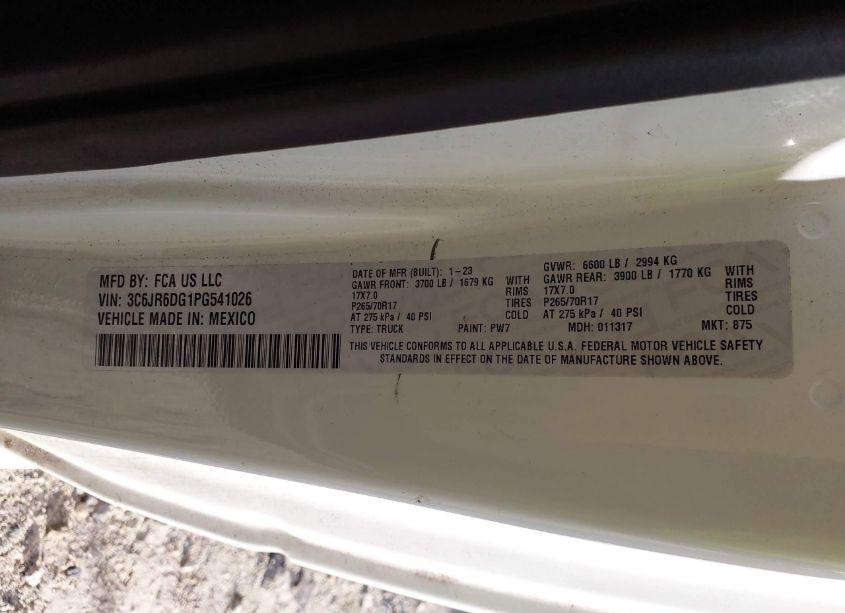 MFD BY: FCA US LLC
VIN: 3C6JR6DG1PG541026
VEHICLE MADE IN: MEXICO
DATE OF MFR (BUILT): 1-23
GAWR FRONT: 3700 LB / 1679 KG WITH
17X7.0 RIMS
P265/70R17 TIRES
AT 275 kPa / 40 PSI COLD
TYPE: TRUCK PAINT: PW7
GVWR: 6600 LB / 2994 KG
GAWR REAR: 3900 LB / 1770 KG WITH
17X7.0 RIMS
P265/70R17 TIRES
AT 275 kPa / 40 PSI COLD
MDH: 011317 MKT: 875
THIS VEHICLE CONFORMS TO ALL APPLICABLE U.S.A. FEDERAL MOTOR VEHICLE SAFETY
STANDARDS IN EFFECT ON THE DATE OF MANUFACTURE SHOWN ABOVE.